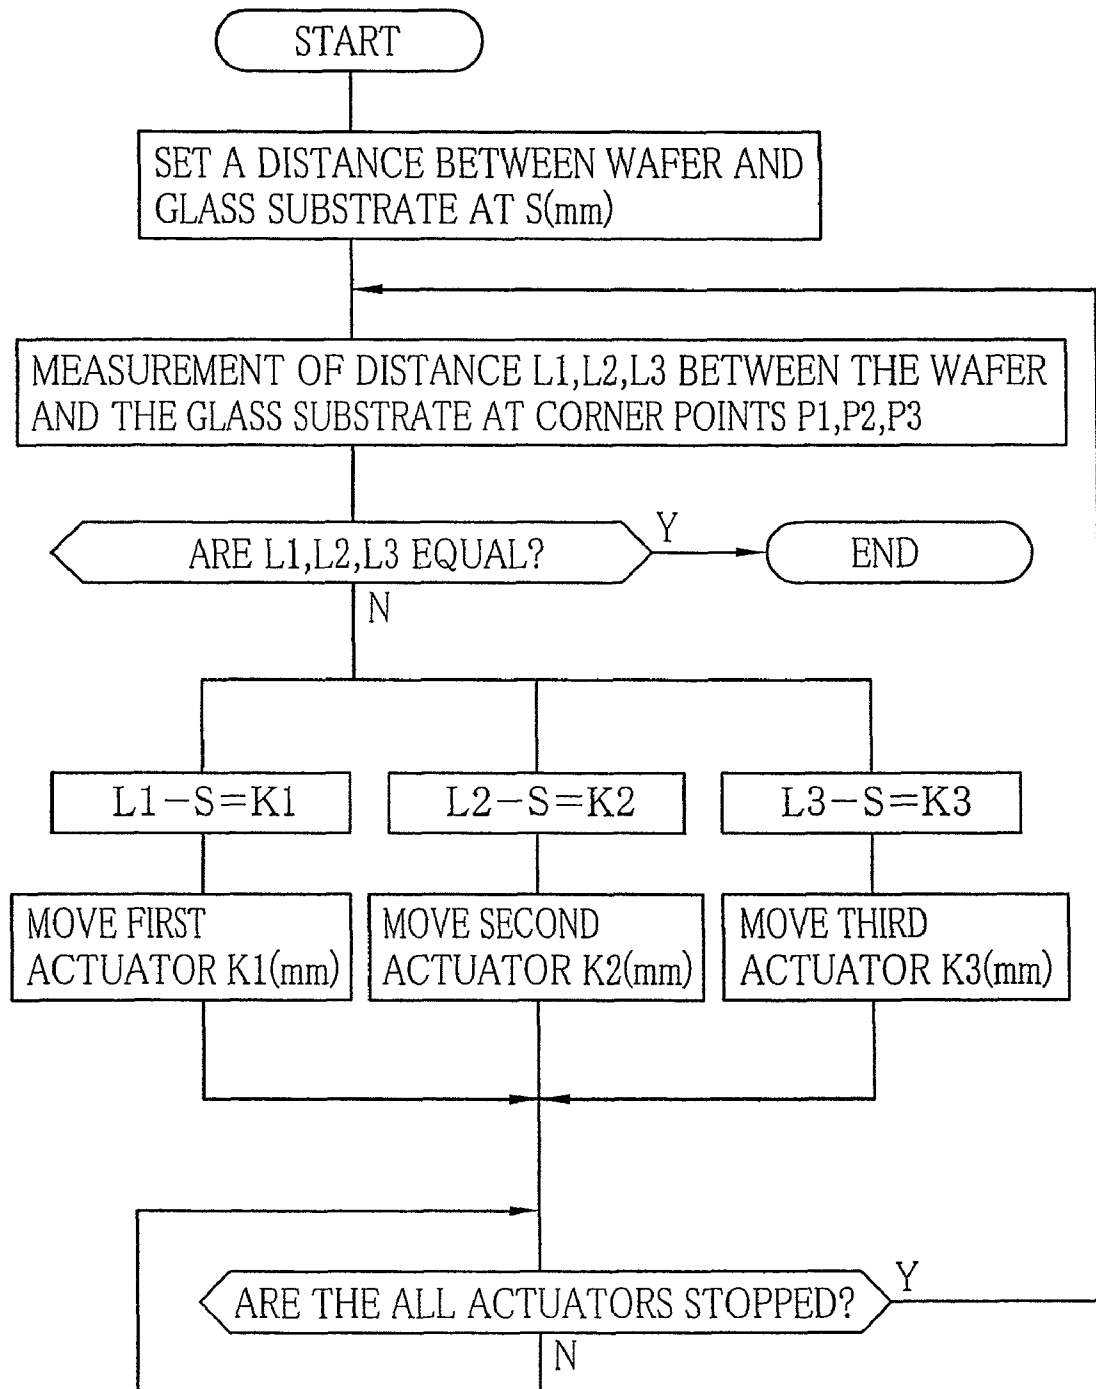 START
SET A DISTANCE BETWEEN WAFER AND
GLASS SUBSTRATE AT S(mm)
MEASUREMENT OF DISTANCE L1,L2,L3 BETWEEN THE WAFER
AND THE GLASS SUBSTRATE AT CORNER POINTS P1,P2,P3
ARE L1,L2,L3 EQUAL?
Y
END
N
L1-S=K1
L2-S=K2
L3-S=K3
MOVE FIRST
ACTUATOR K1(mm)
MOVE SECOND
ACTUATOR K2(mm)
MOVE THIRD
ACTUATOR K3(mm)
ARE THE ALL ACTUATORS STOPPED?
Y
N